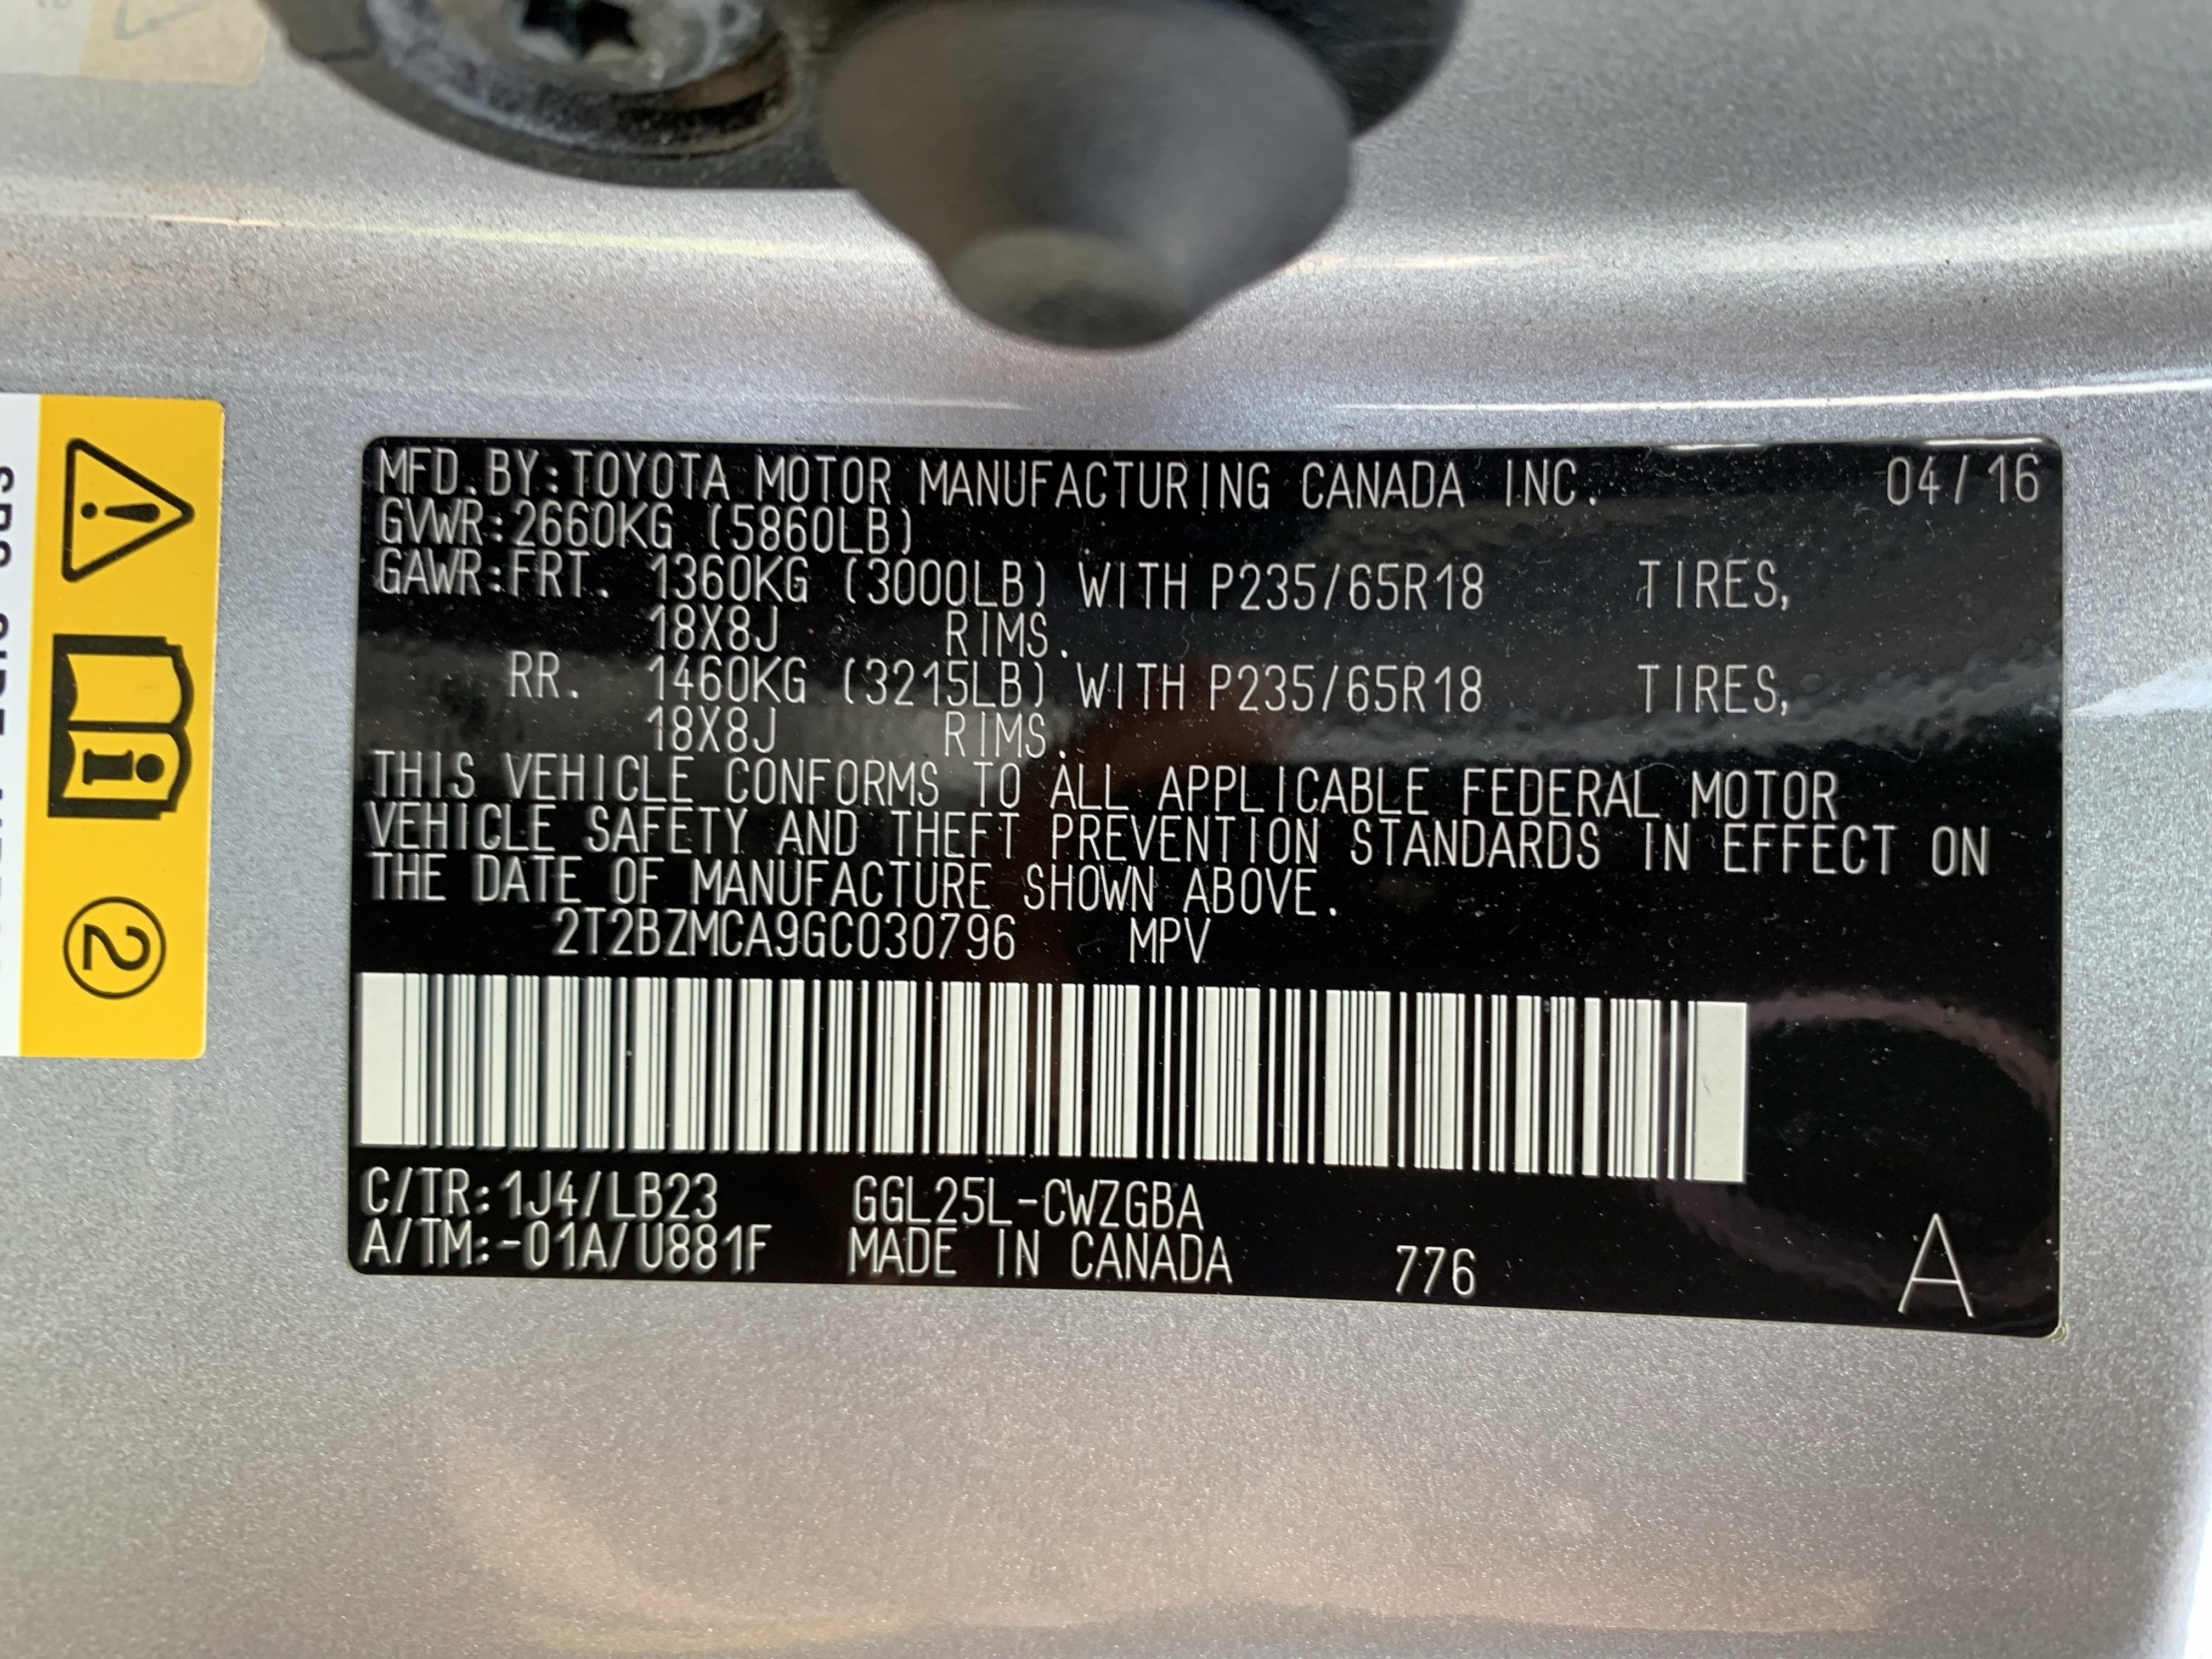 MFD.BY:TOYOTA MOTOR MANUFACTURING CANADA INC. 04/16
GVWR:2660KG (5860LB)
GAWR:FRT. 1360KG (3000LB) WITH P235/65R18 TIRES,
18X8J RIMS.
RR. 1460KG (3215LB) WITH P235/65R18 TIRES,
18X8J RIMS.
THIS VEHICLE CONFORMS TO ALL APPLICABLE FEDERAL MOTOR
VEHICLE SAFETY AND THEFT PREVENTION STANDARDS IN EFFECT ON
THE DATE OF MANUFACTURE SHOWN ABOVE.
2T2BZMCA9GC030796 MPV
C/TR:1J4/LB23 GGL25L-CWZGBA
A/TM:-01A/U881F MADE IN CANADA 776 A
2